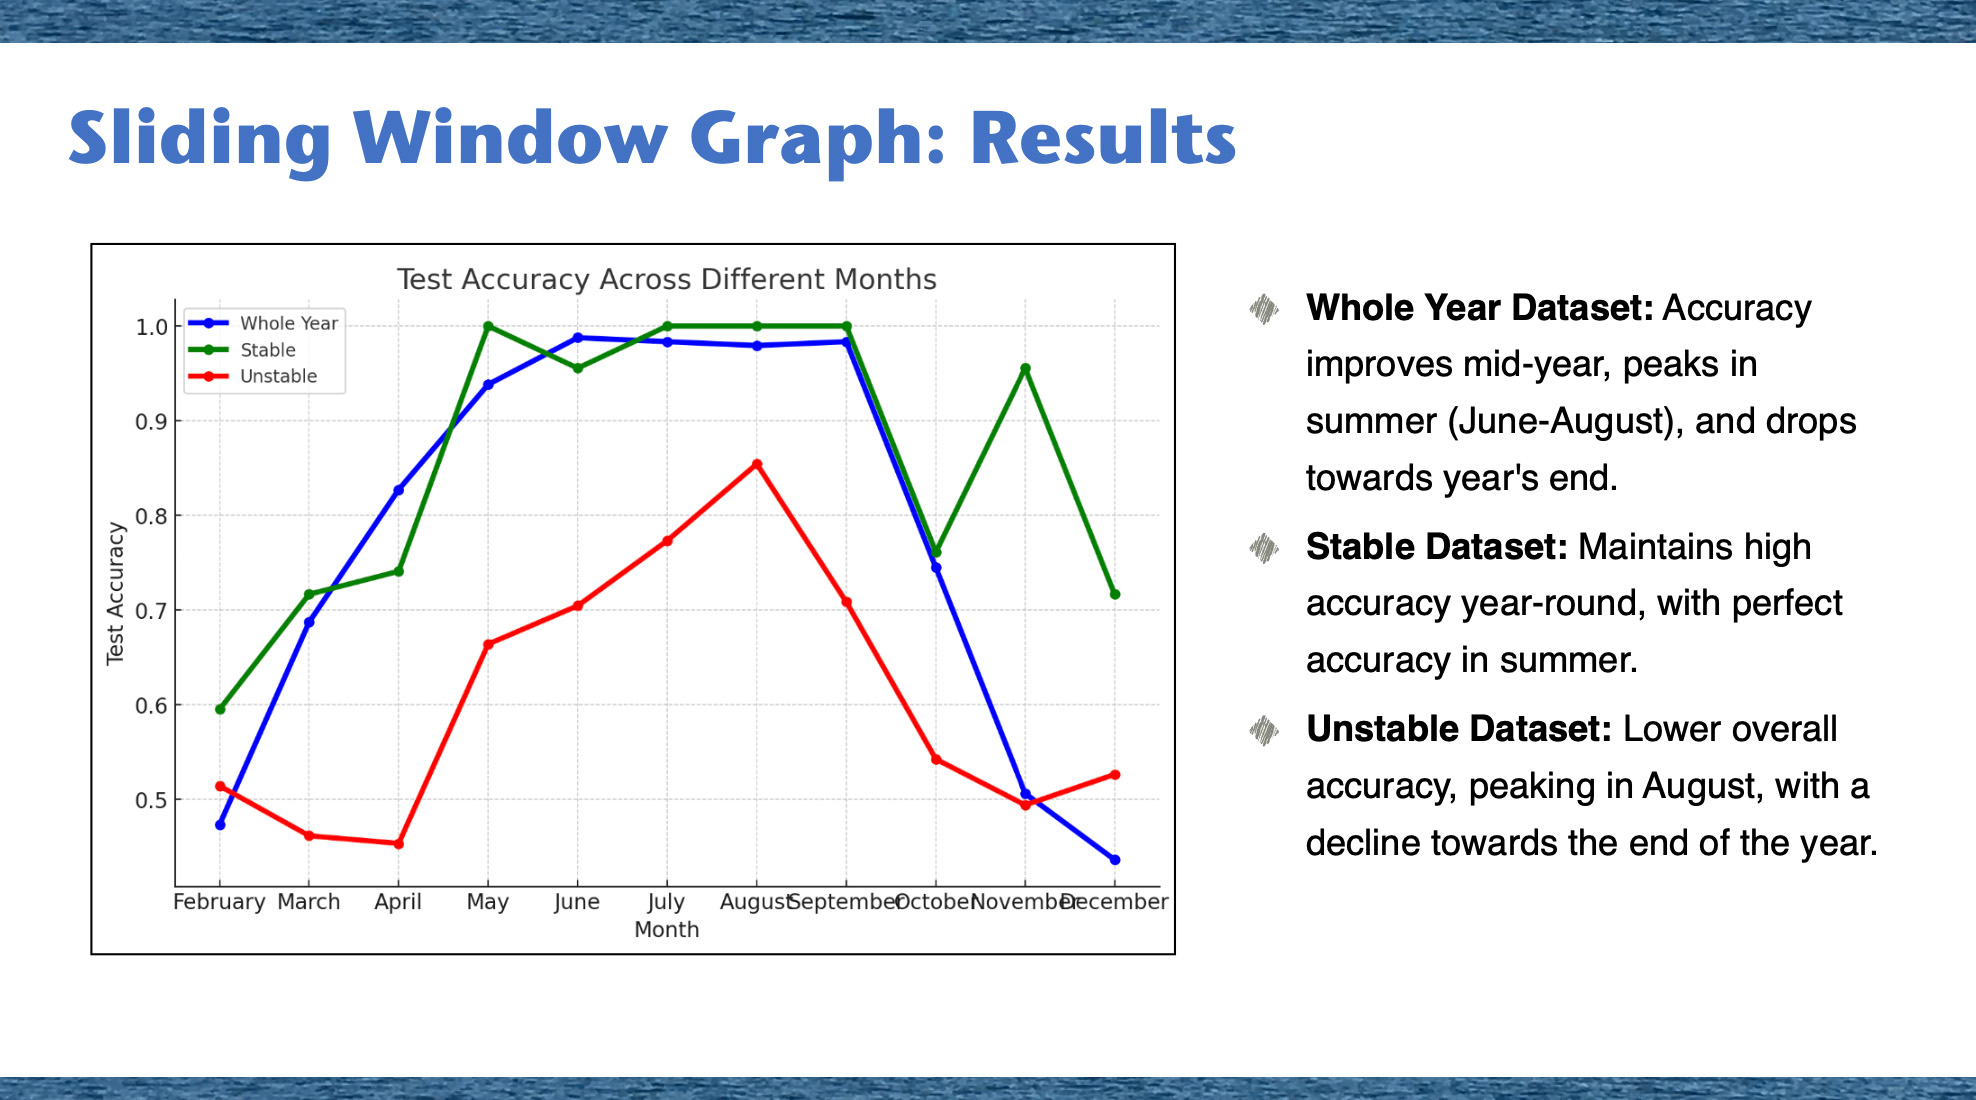 Sliding Window Graph: Results
Test Accuracy Across Different Months
Whole Year
Stable
Unstable
1.0
0.9
0.8
0.7
0.6
0.5
Test Accuracy
February March April May June July August September October November December
Month
Whole Year Dataset: Accuracy
improves mid-year, peaks in
summer (June-August), and drops
towards year's end.
Stable Dataset: Maintains high
accuracy year-round, with perfect
accuracy in summer.
Unstable Dataset: Lower overall
accuracy, peaking in August, with a
decline towards the end of the year.